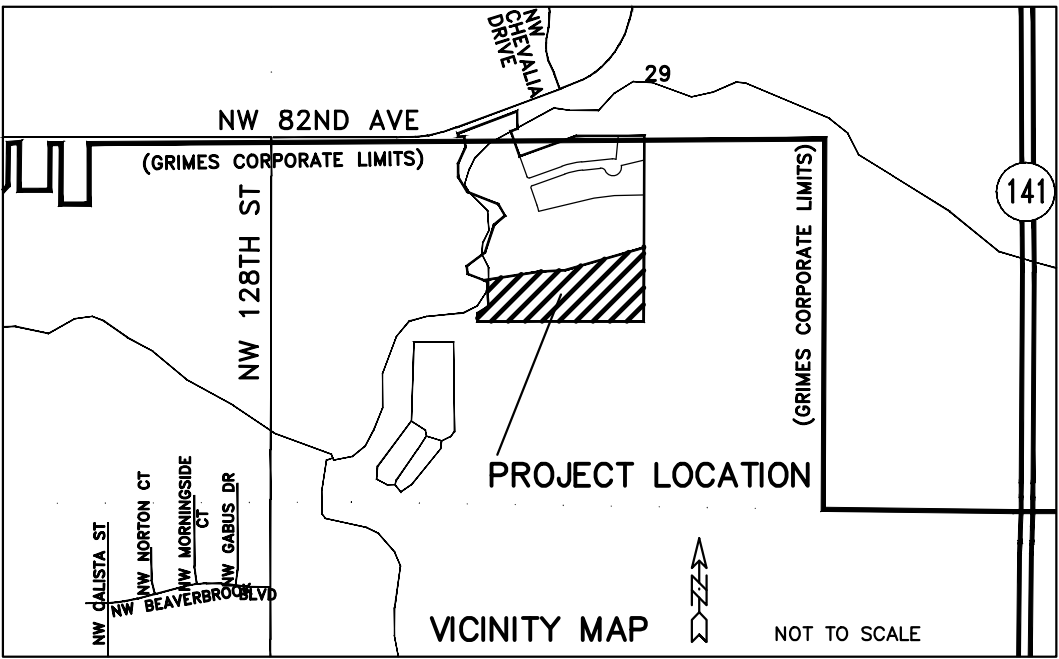 NW
CHEVALIA
DRIVE
29
NW 82ND AVE
(GRIMES CORPORATE LIMITS)
NW 128TH ST
(GRIMES CORPORATE LIMITS)
141
PROJECT LOCATION
NW CALISTA ST
NW NORTON CT
NW MORNINGSIDE
CT
NW GABUS DR
NW BEAVERBROOK BLVD
VICINITY MAP
N
NOT TO SCALE